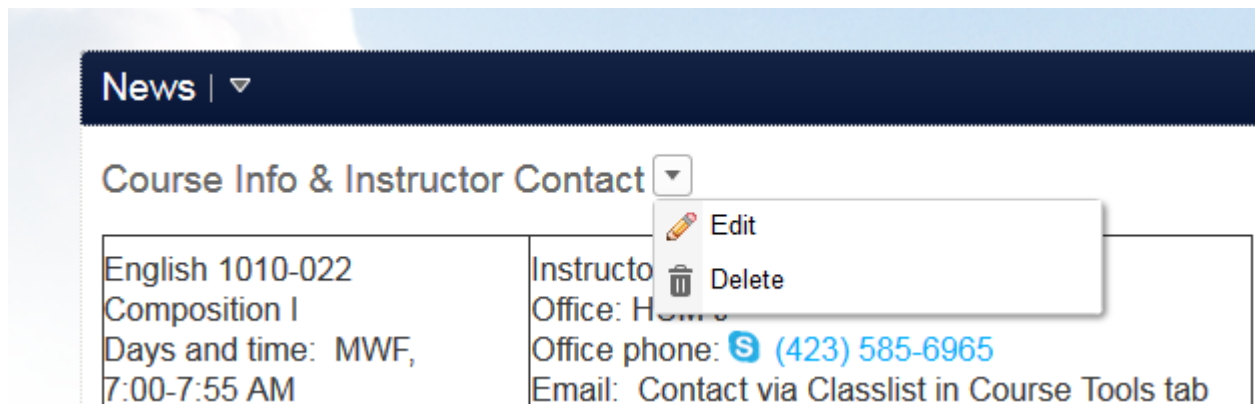 News |
Course Info & Instructor Contact
Edit
Delete
English 1010-022
Composition I
Days and time: MWF,
7:00-7:55 AM
Office:
Office phone: (423) 585-6965
Email: Contact via Classlist in Course Tools tab